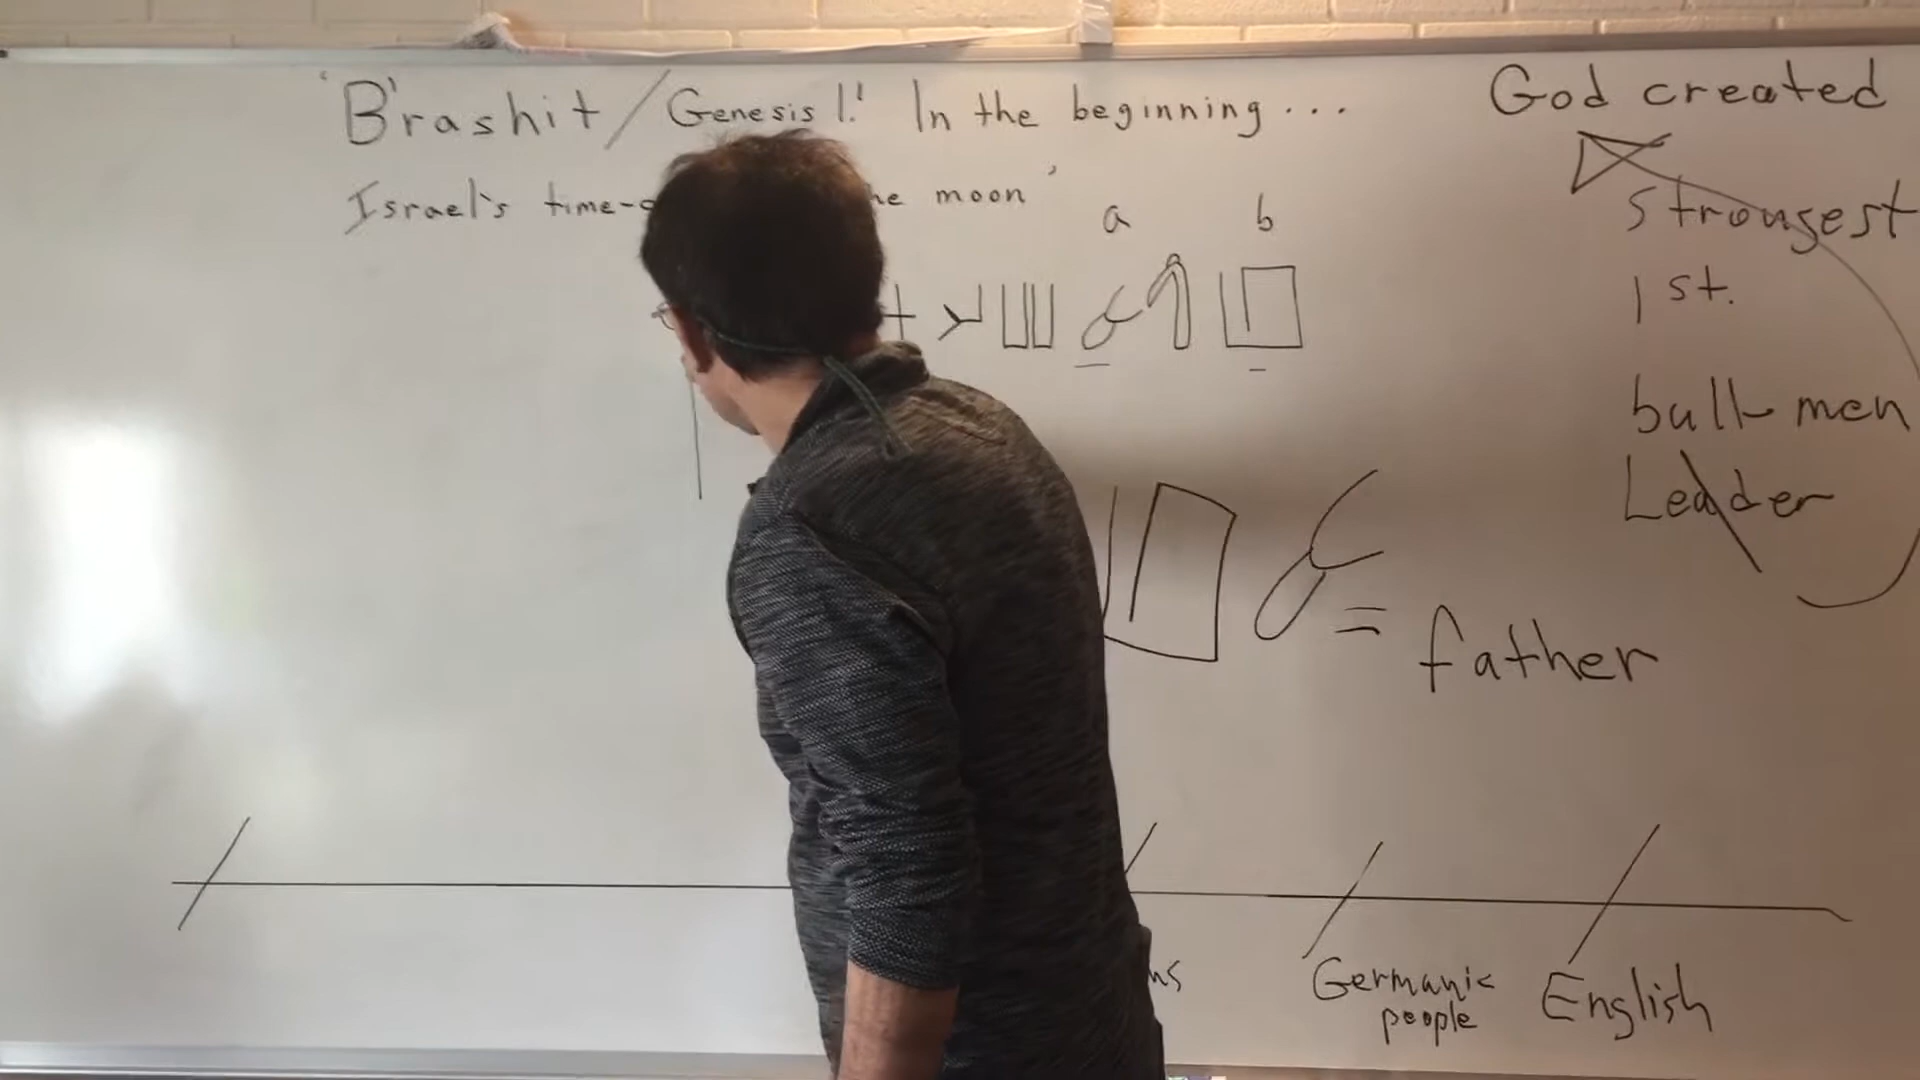 'B'rashit / Genesis 1!' In the beginning...
God created
Israel's time- moon'
a b
strongest
1st.
bull men
Leader
= father
Germanic
people
English